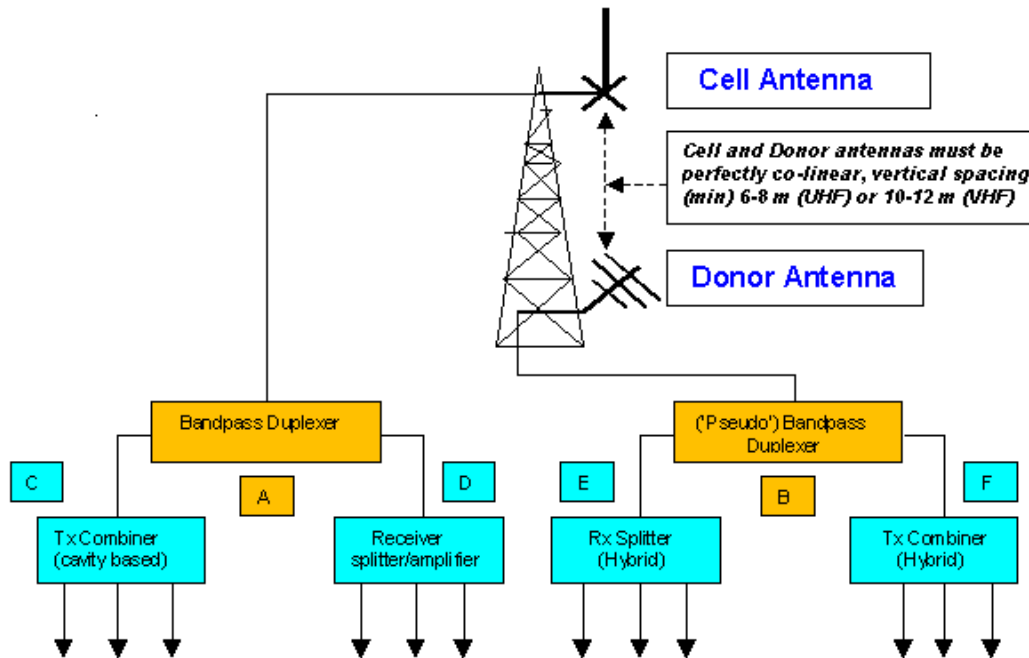 Cell Antenna
Cell and Donor antennas must be
perfectly co-linear, vertical spacing
(min) 6-8 m (UHF) or 10-12 m (VHF)
Donor Antenna
Bandpass Duplexer
('Pseudo') Bandpass
Duplexer
C
A
D
E
B
F
Tx Combiner
(cavity based)
Receiver
splitter/amplifier
Rx Splitter
(Hybrid)
Tx Combiner
(Hybrid)